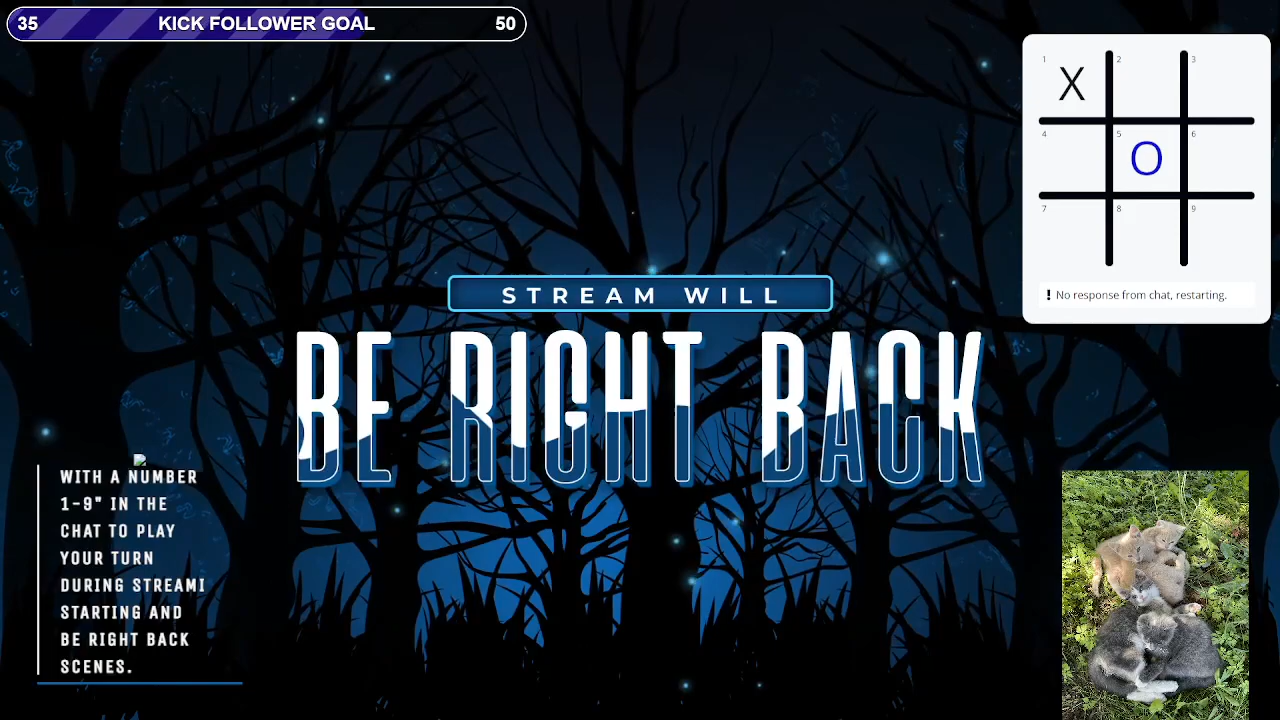 35 KICK FOLLOWER GOAL 50
1 X 2 3
4 5 O 6
7 8 9
! No response from chat, restarting.
STREAM WILL
BE RIGHT BACK
WITH A NUMBER
1-9" IN THE
CHAT TO PLAY
YOUR TURN
DURING STREAMI
STARTING AND
BE RIGHT BACK
SCENES.